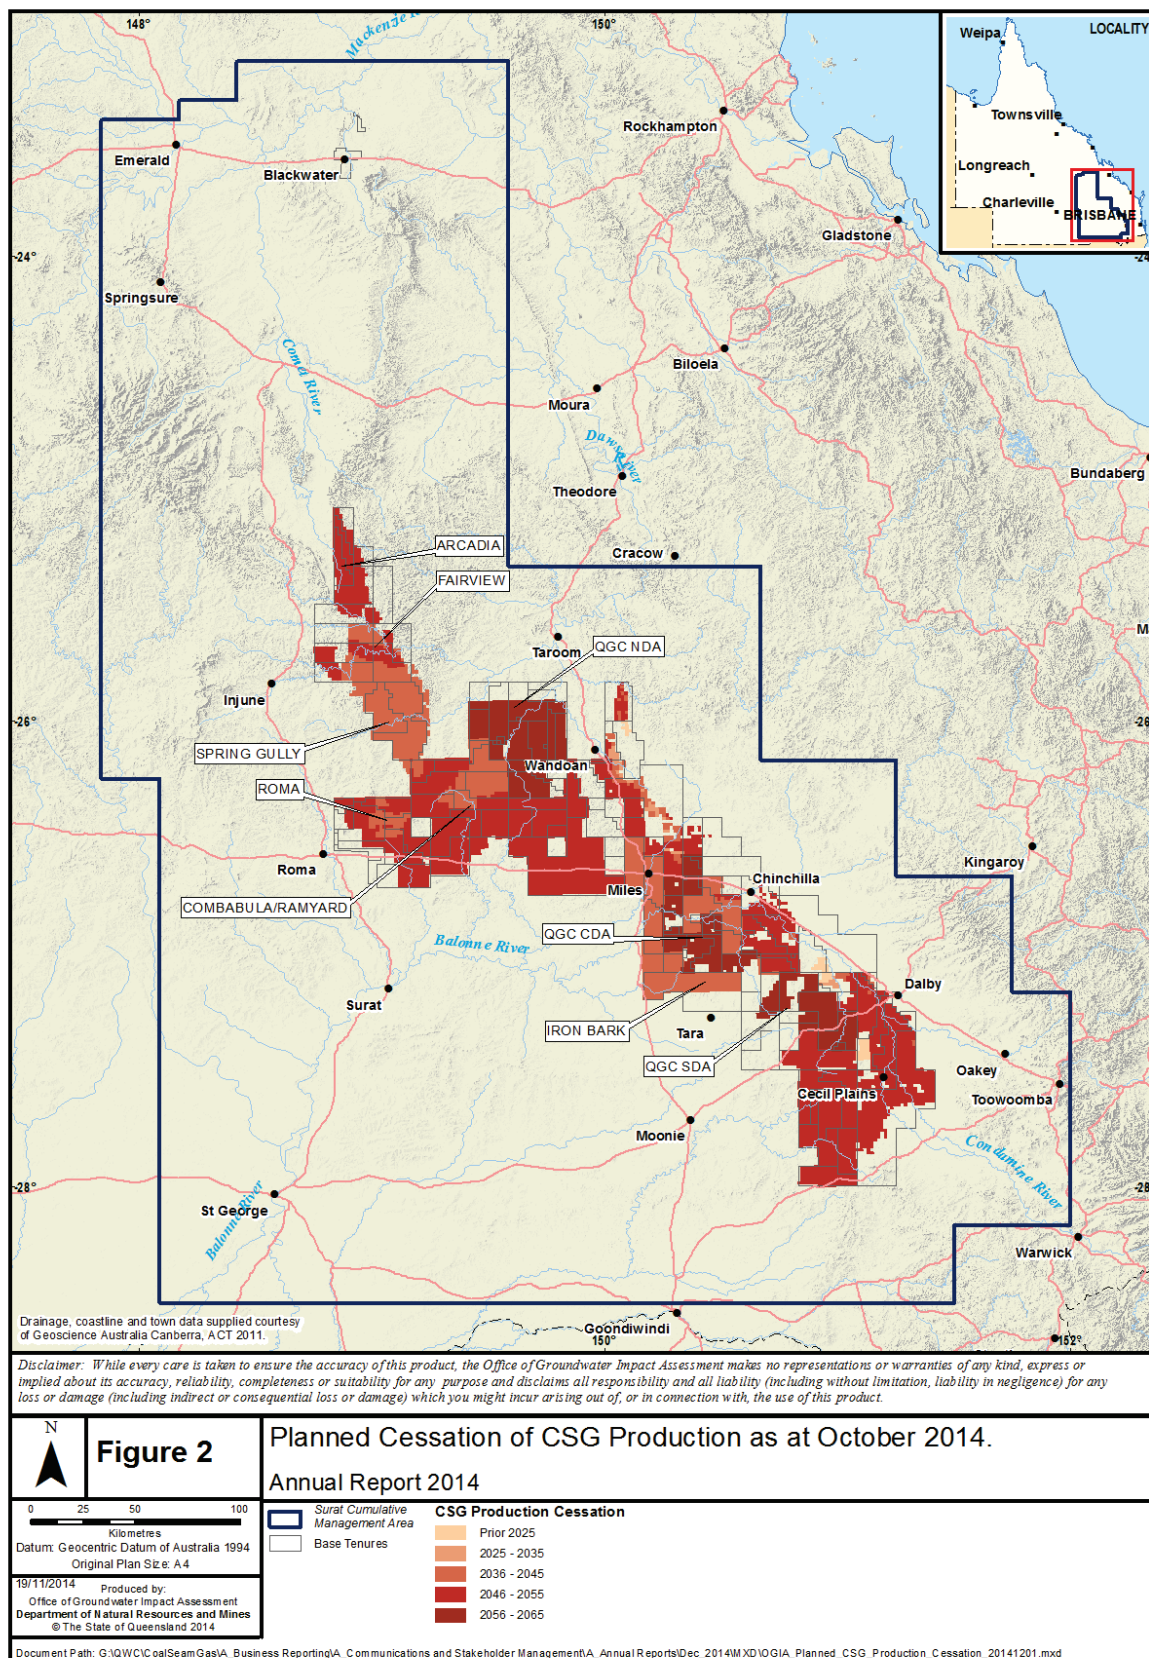 148°
150°
Mackenzie
LOCALITY
Weipa
Townsville
Longreach
Charleville
BRISBANE
Rockhampton
Emerald
Blackwater
Gladstone
-24°
-24
Springsure
Comet River
Biloela
Moura
Dawson River
Theodore
Bundaberg
ARCADIA
Cracow
FAIRVIEW
Taroom
QGC NDA
Injune
-26°
-26
SPRING GULLY
Wandoan
ROMA
Roma
Kingaroy
Miles
Chinchilla
COMBABULA/RAMYARD
QGC CDA
Balonne River
Surat
Dalby
IRON BARK
Tara
QGC SDA
Oakey
Cecil Plains
Toowoomba
Moonie
Condamine River
-28°
-28
St George
Balonne River
Warwick
Drainage, coastline and town data supplied courtesy
of Geoscience Australia Canberra, ACT 2011.
Goondiwindi
150°
152°
Disclaimer: While every care is taken to ensure the accuracy of this product, the Office of Groundwater Impact Assessment makes no representations or warranties of any kind, express or
implied about its accuracy, reliability, completeness or suitability for any purpose and disclaims all responsibility and all liability (including without limitation, liability in negligence) for any
loss or damage (including indirect or consequential loss or damage) which you might incur arising out of, or in connection with, the use of this product.
N
Figure 2
Planned Cessation of CSG Production as at October 2014.
Annual Report 2014
0 25 50 100
Kilometres
Datum: Geocentric Datum of Australia 1994
Original Plan Size: A4
Surat Cumulative
Management Area
Base Tenures
CSG Production Cessation
Prior 2025
2025 - 2035
2036 - 2045
2046 - 2055
2056 - 2065
19/11/2014
Produced by:
Office of Groundwater Impact Assessment
Department of Natural Resources and Mines
© The State of Queensland 2014
Document Path: G:\QWC\CoalSeamGas\A_Business Reporting\A_Communications and Stakeholder Management\A_Annual Reports\Dec_2014\MXD\OGIA_Planned_CSG_Production_Cessation_20141201.mxd